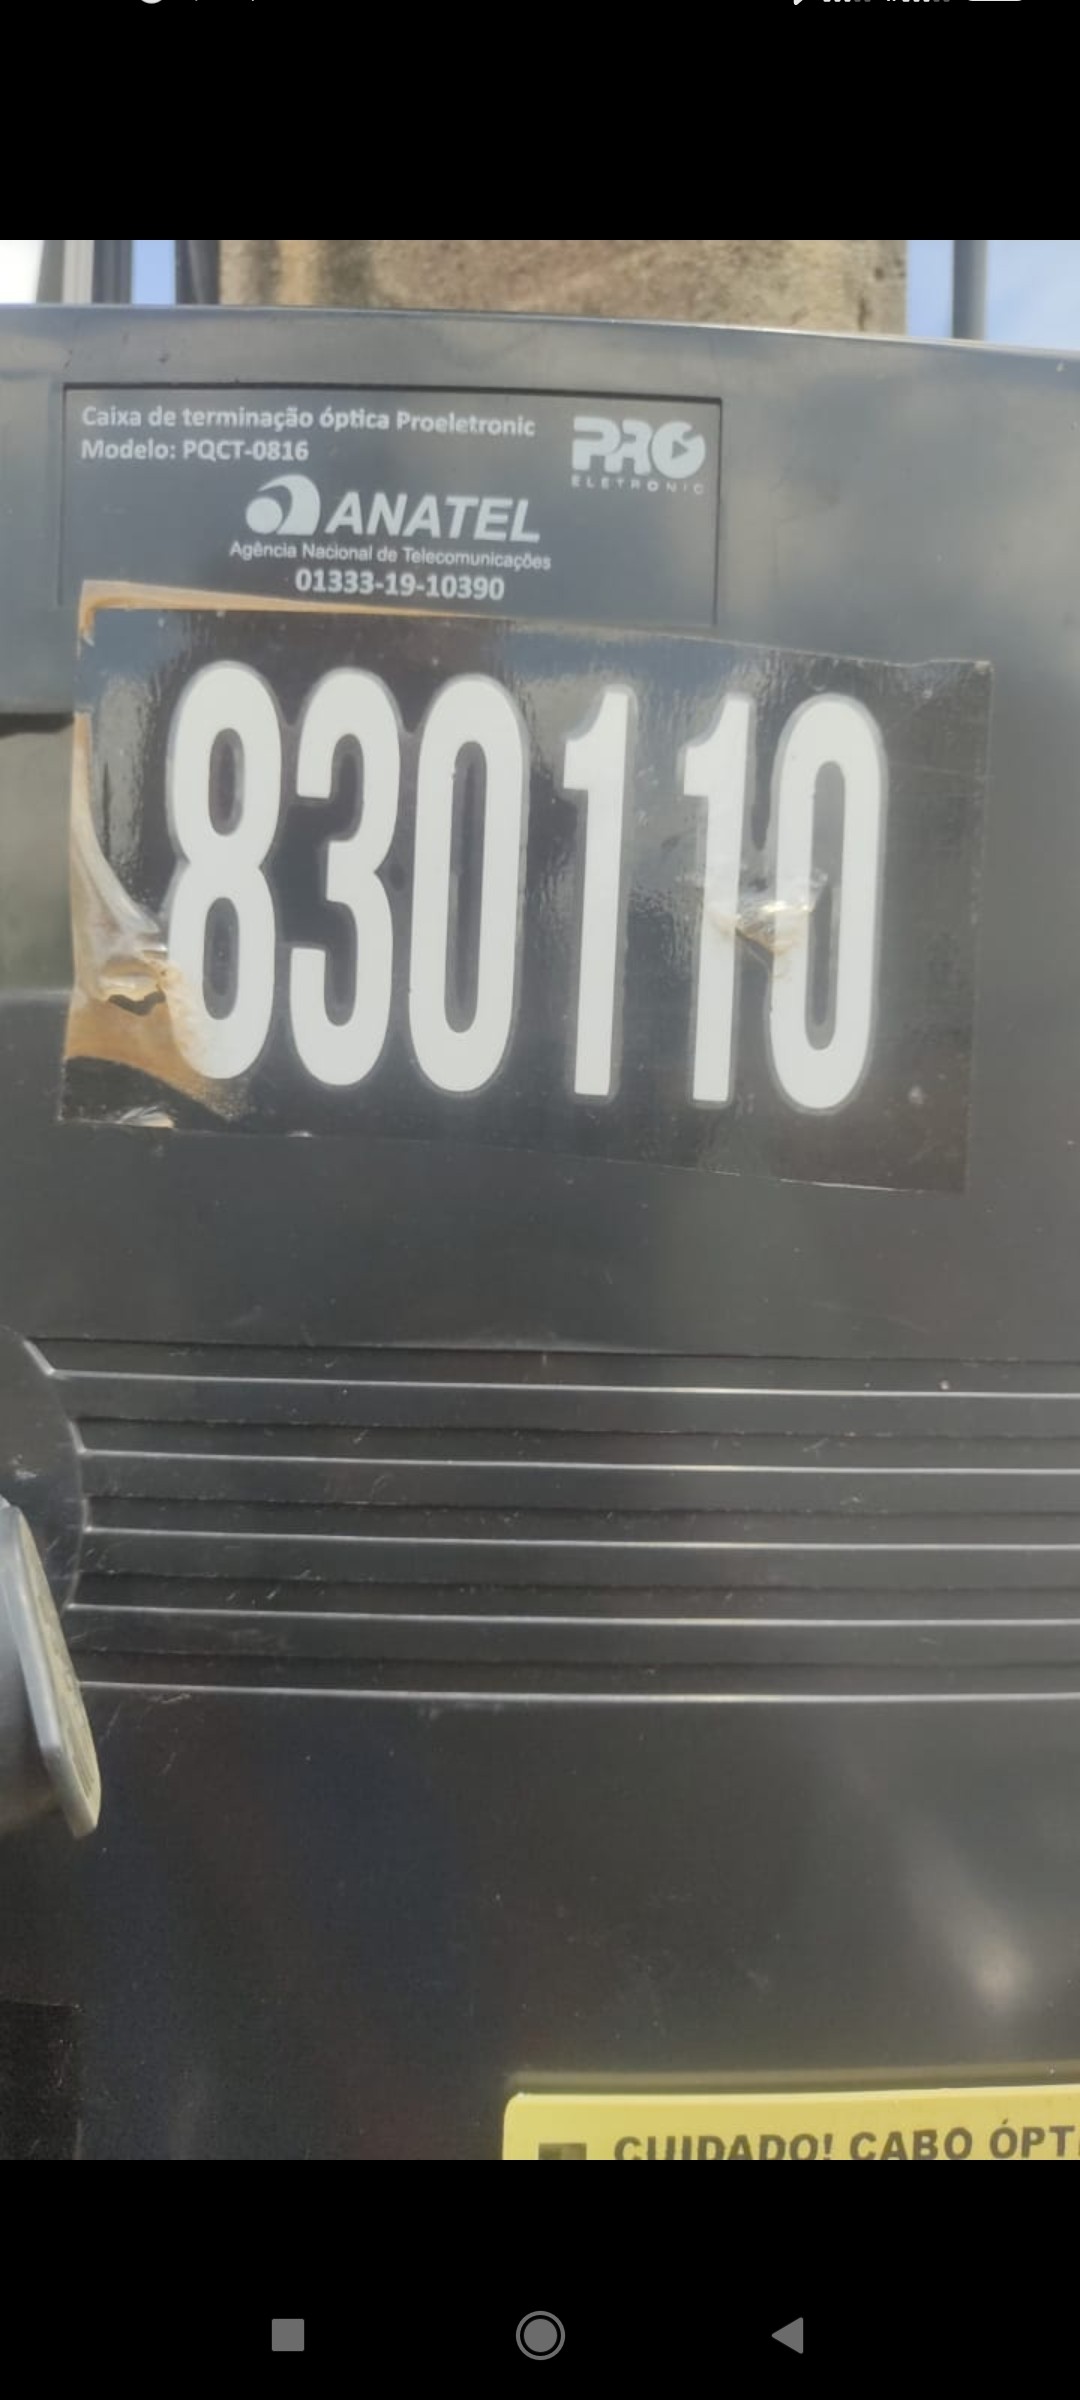 Caixa de terminação óptica Proeletronic
Modelo: PQCT-0816
PRO
ELETRONIC
ANATEL
Agência Nacional de Telecomunicações
01333-19-10390
830110
CUIDADO! CABO ÓPTI